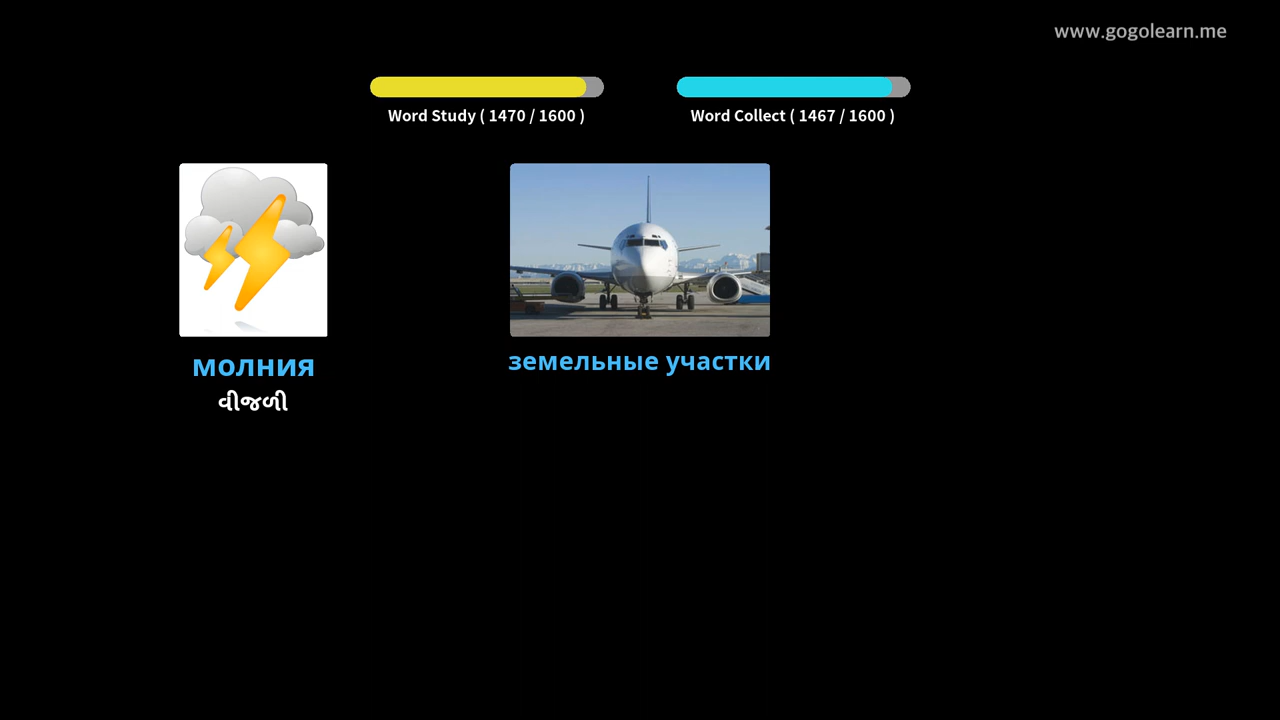 www.gogolearn.me
Word Study ( 1470 / 1600 )
Word Collect ( 1467 / 1600 )
молния
વીજળી
земельные участки